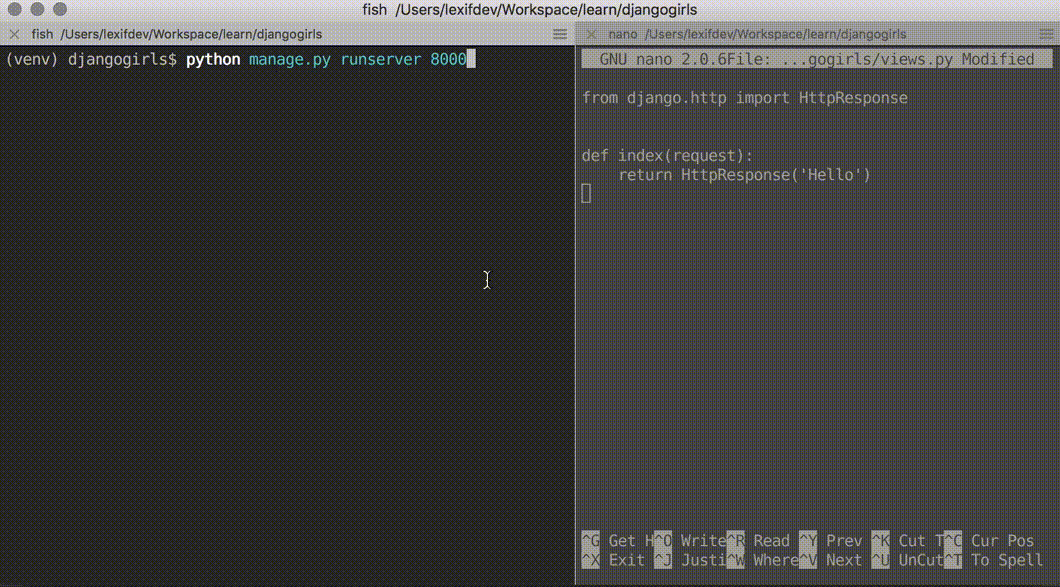 fish /Users/lexifdev/Workspace/learn/djangogirls
fish /Users/lexifdev/Workspace/learn/djangogirls
(venv) djangogirls$ python manage.py runserver 8000
nano /Users/lexifdev/Workspace/learn/djangogirls
GNU nano 2.0.6File: ...gogirls/views.py Modified
from django.http import HttpResponse
def index(request):
    return HttpResponse('Hello')
^G Get H^O Write^R Read ^Y Prev ^K Cut T^C Cur Pos
^X Exit ^J Justi^W Where^V Next ^U UnCut^T To Spell